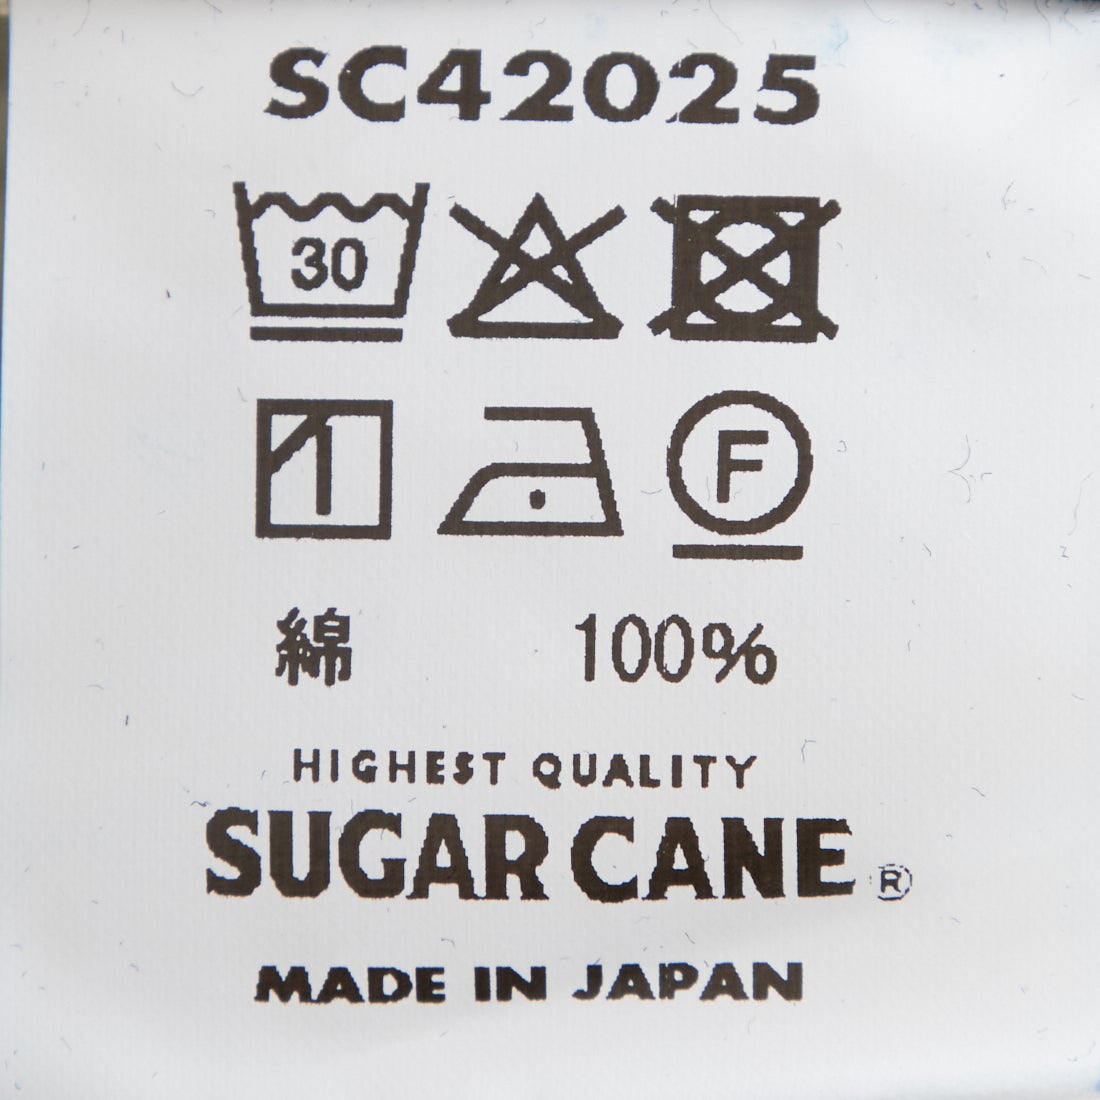 SC42025
30
F
綿 100%
HIGHEST QUALITY
SUGAR CANE ®
MADE IN JAPAN